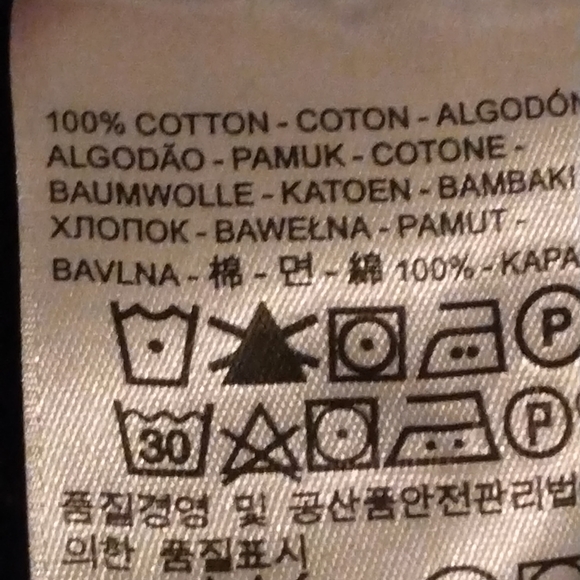 100% COTTON - COTON - ALGODÓN
ALGODÃO - PAMUK - COTONE -
BAUMWOLLE - KATOEN - BAMBAKI
ХЛОПОК - BAWEŁNA - PAMUT -
BAVLNA - 棉 - 면 - 綿 100% - KAPA
P
30 P
품질경영 및 공산품안전관리법
의한 품질표시